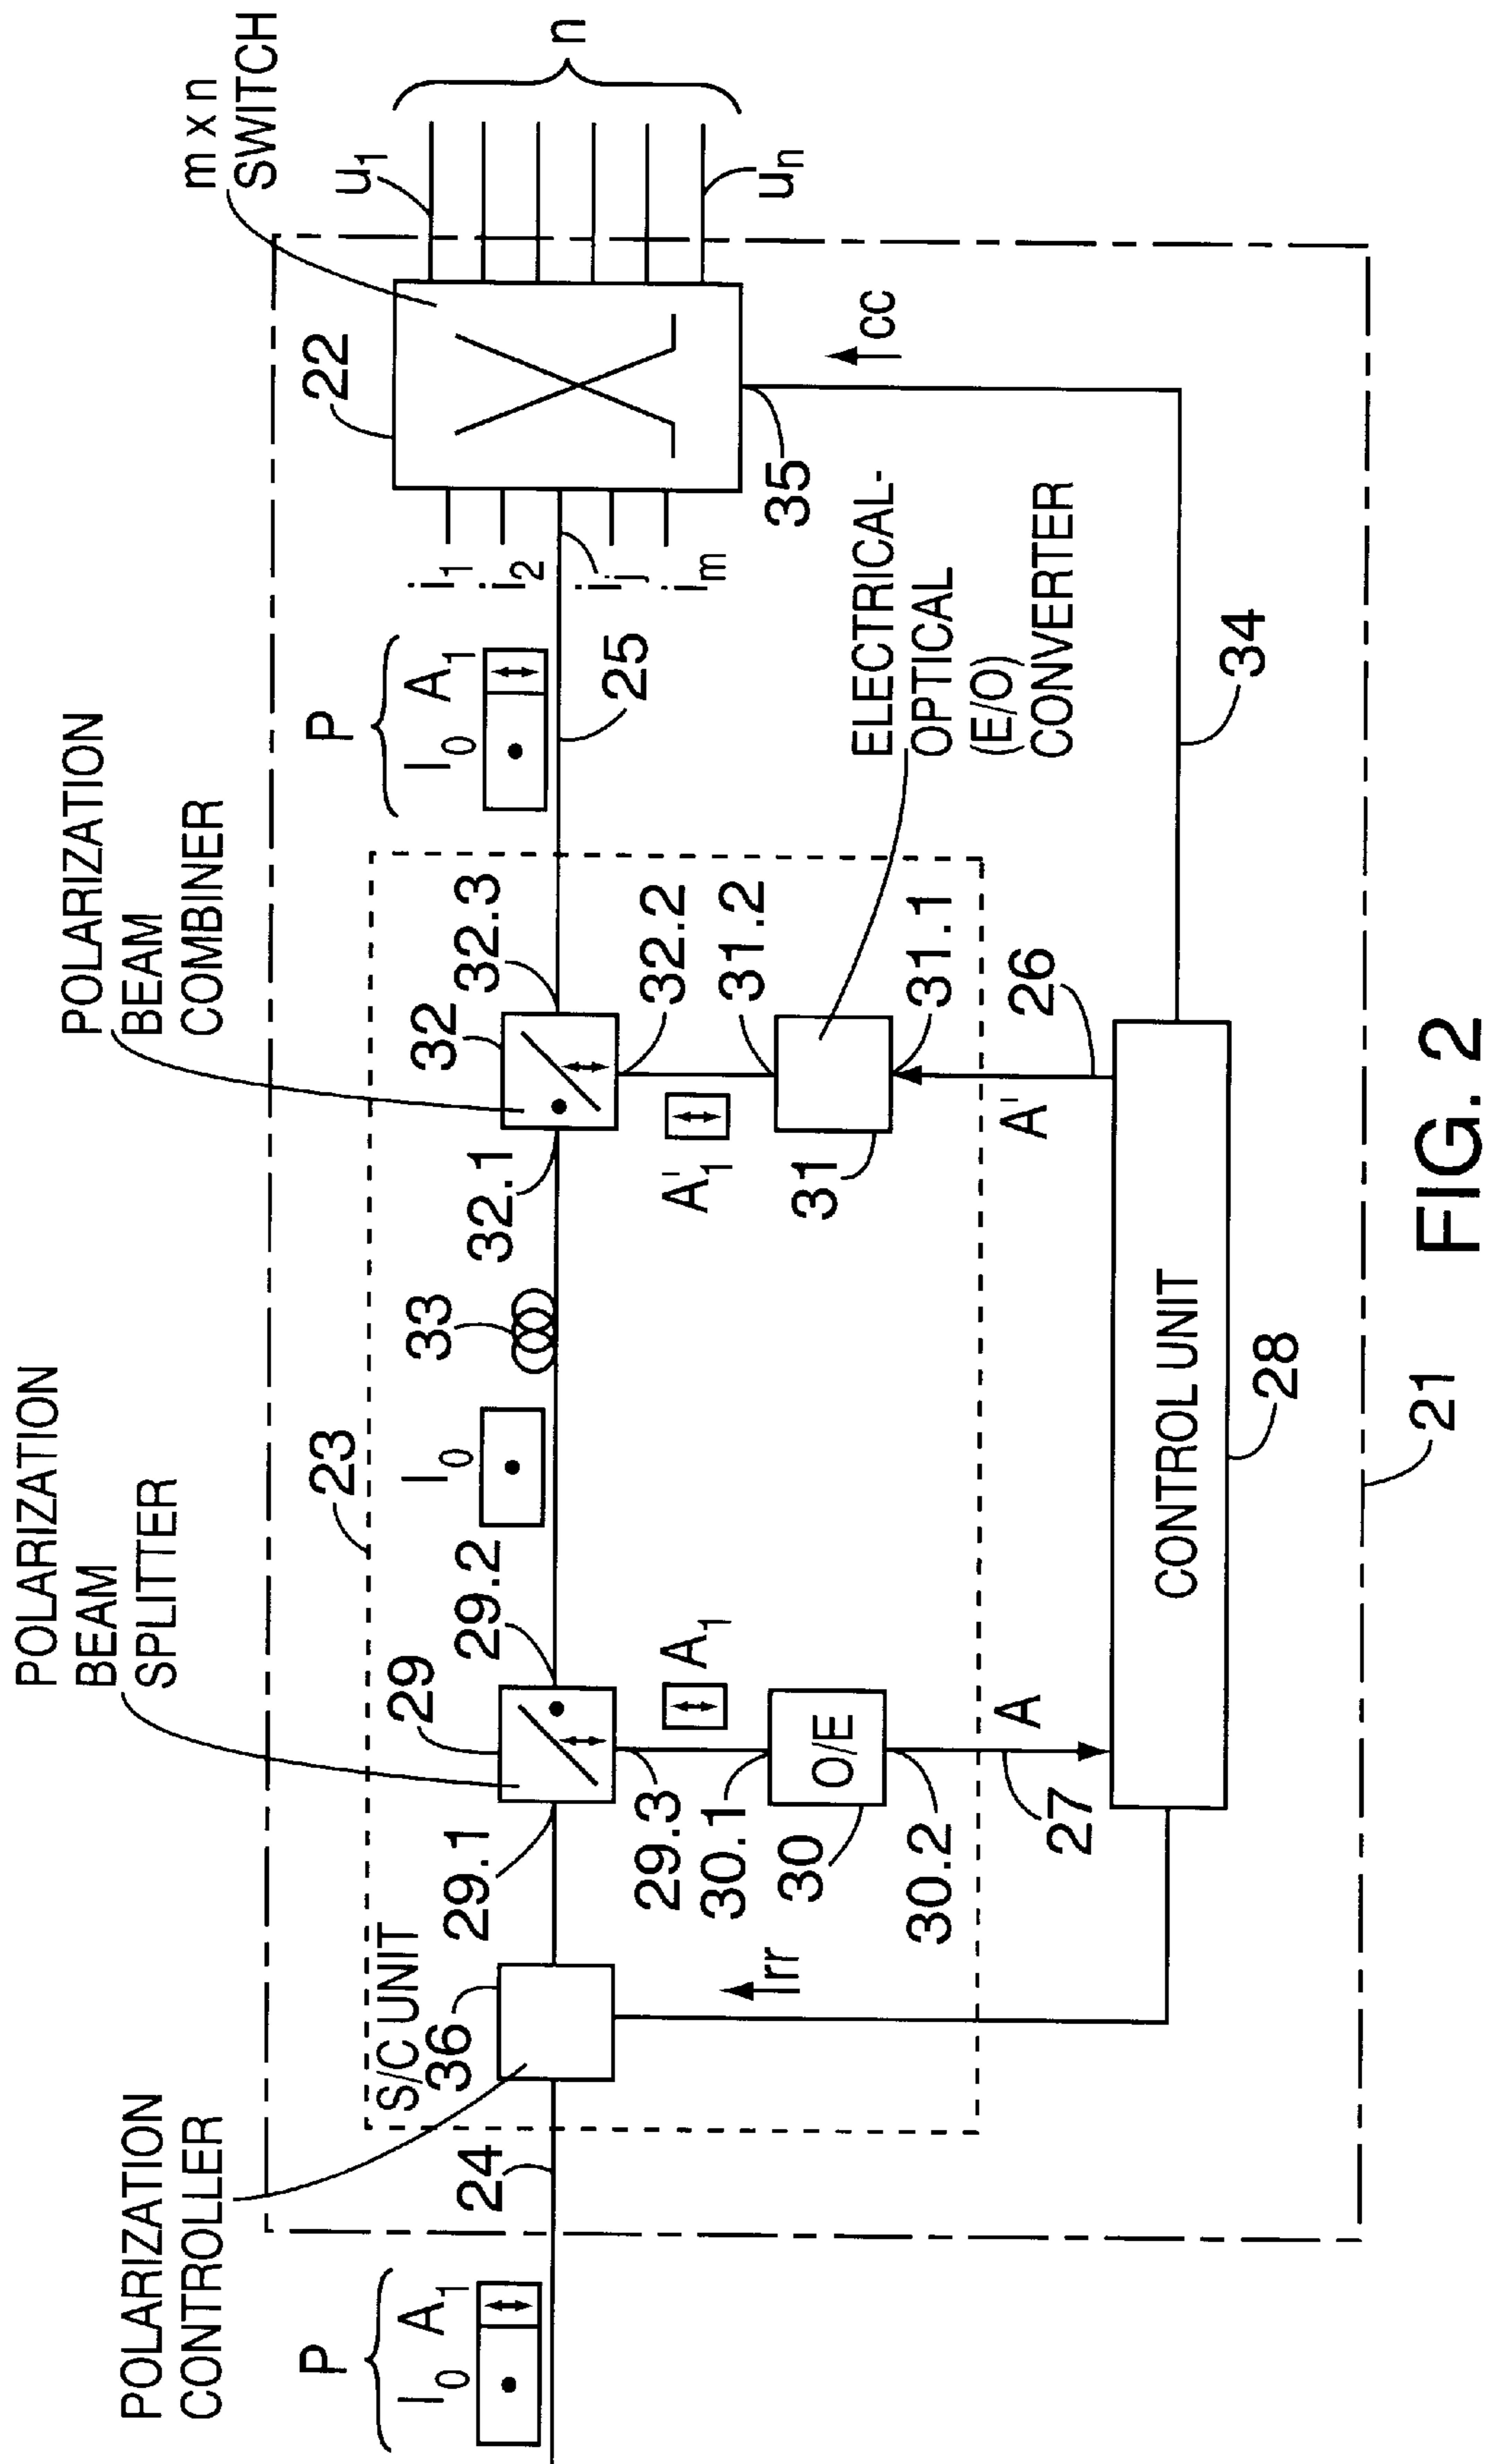 POLARIZATION
CONTROLLER
POLARIZATION
BEAM
SPLITTER
POLARIZATION
BEAM
COMBINER
m x n
SWITCH
P
I0 A1
24
S/C UNIT
36
23
29.1
29
29.2
29.3
A1
30.1
O/E
30
30.2
A
27
Irr
I0
33
32.1
32
32.3
32.2
A'1
31.2
31
31.1
A'
26
P
I0 A1
25
i1
i2
ij
im
22
u1
un
n
35
cc
ELECTRICAL-
OPTICAL
(E/O)
CONVERTER
34
CONTROL UNIT
28
21
FIG. 2